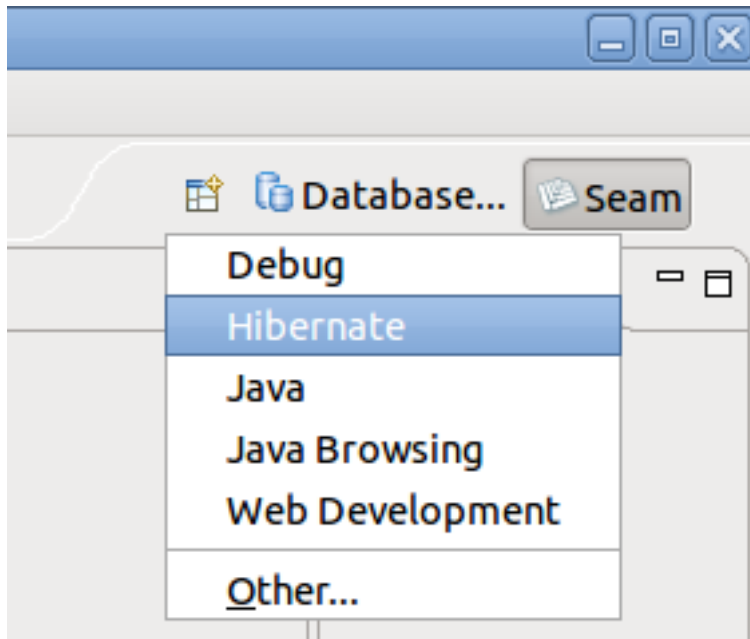 Database... Seam
Debug
Hibernate
Java
Java Browsing
Web Development
Other...